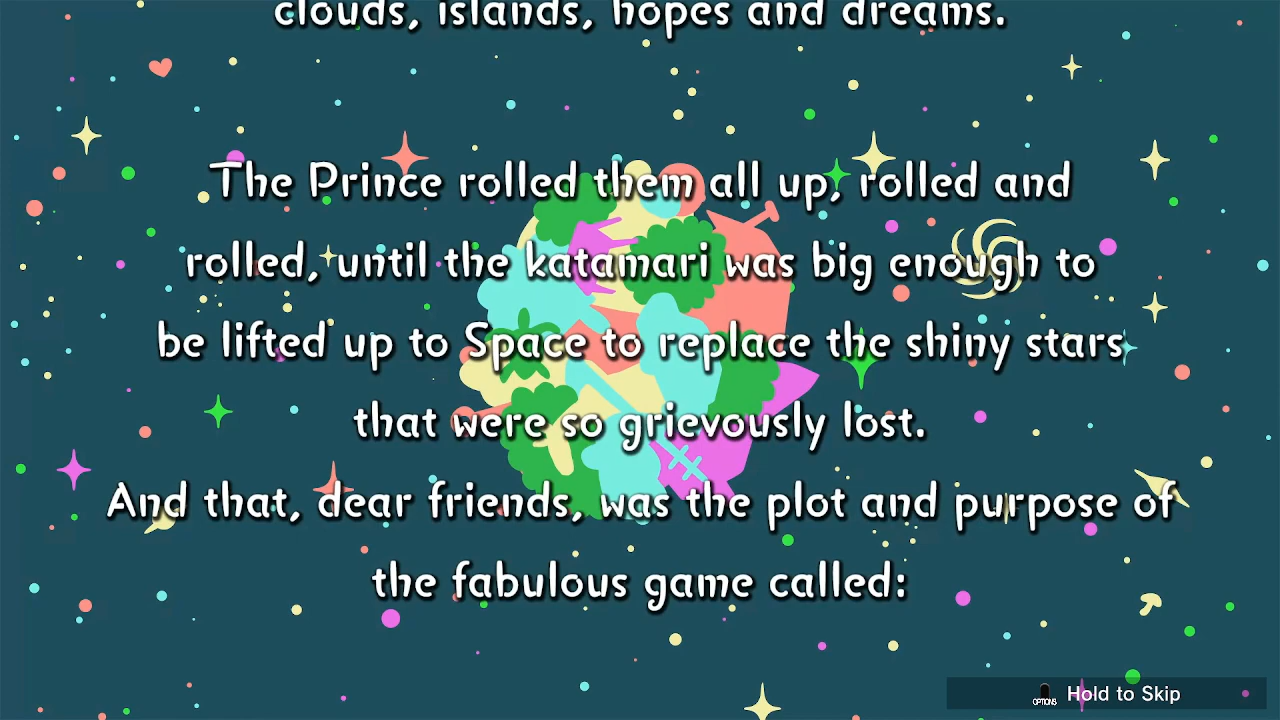 clouds, islands, hopes and dreams.
The Prince rolled them all up, rolled and
rolled, until the katamari was big enough to
be lifted up to Space to replace the shiny stars
that were so grievously lost.
And that, dear friends, was the plot and purpose of
the fabulous game called:
OPTIONS Hold to Skip